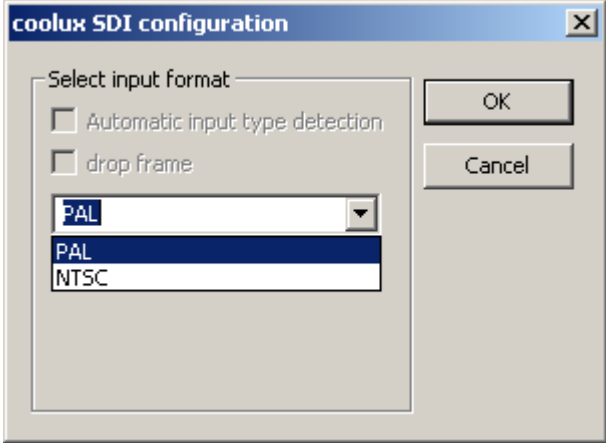 coolux SDI configuration
Select input format
Automatic input type detection
drop frame
PAL
PAL
NTSC
OK
Cancel